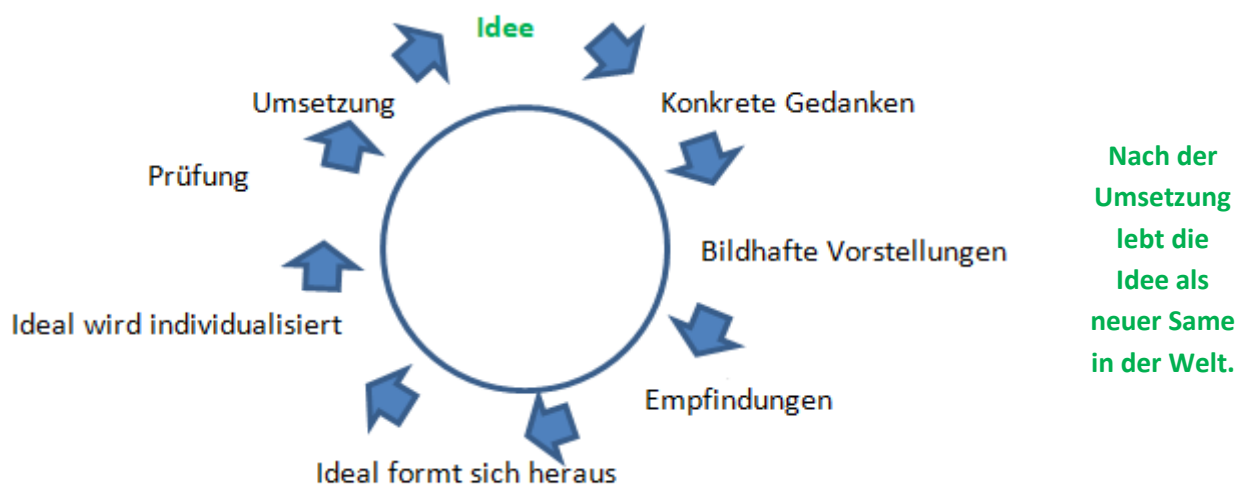 Idee
Konkrete Gedanken
Bildhafte Vorstellungen
Empfindungen
Ideal formt sich heraus
Ideal wird individualisiert
Prüfung
Umsetzung
Nach der
Umsetzung
lebt die
Idee als
neuer Same
in der Welt.